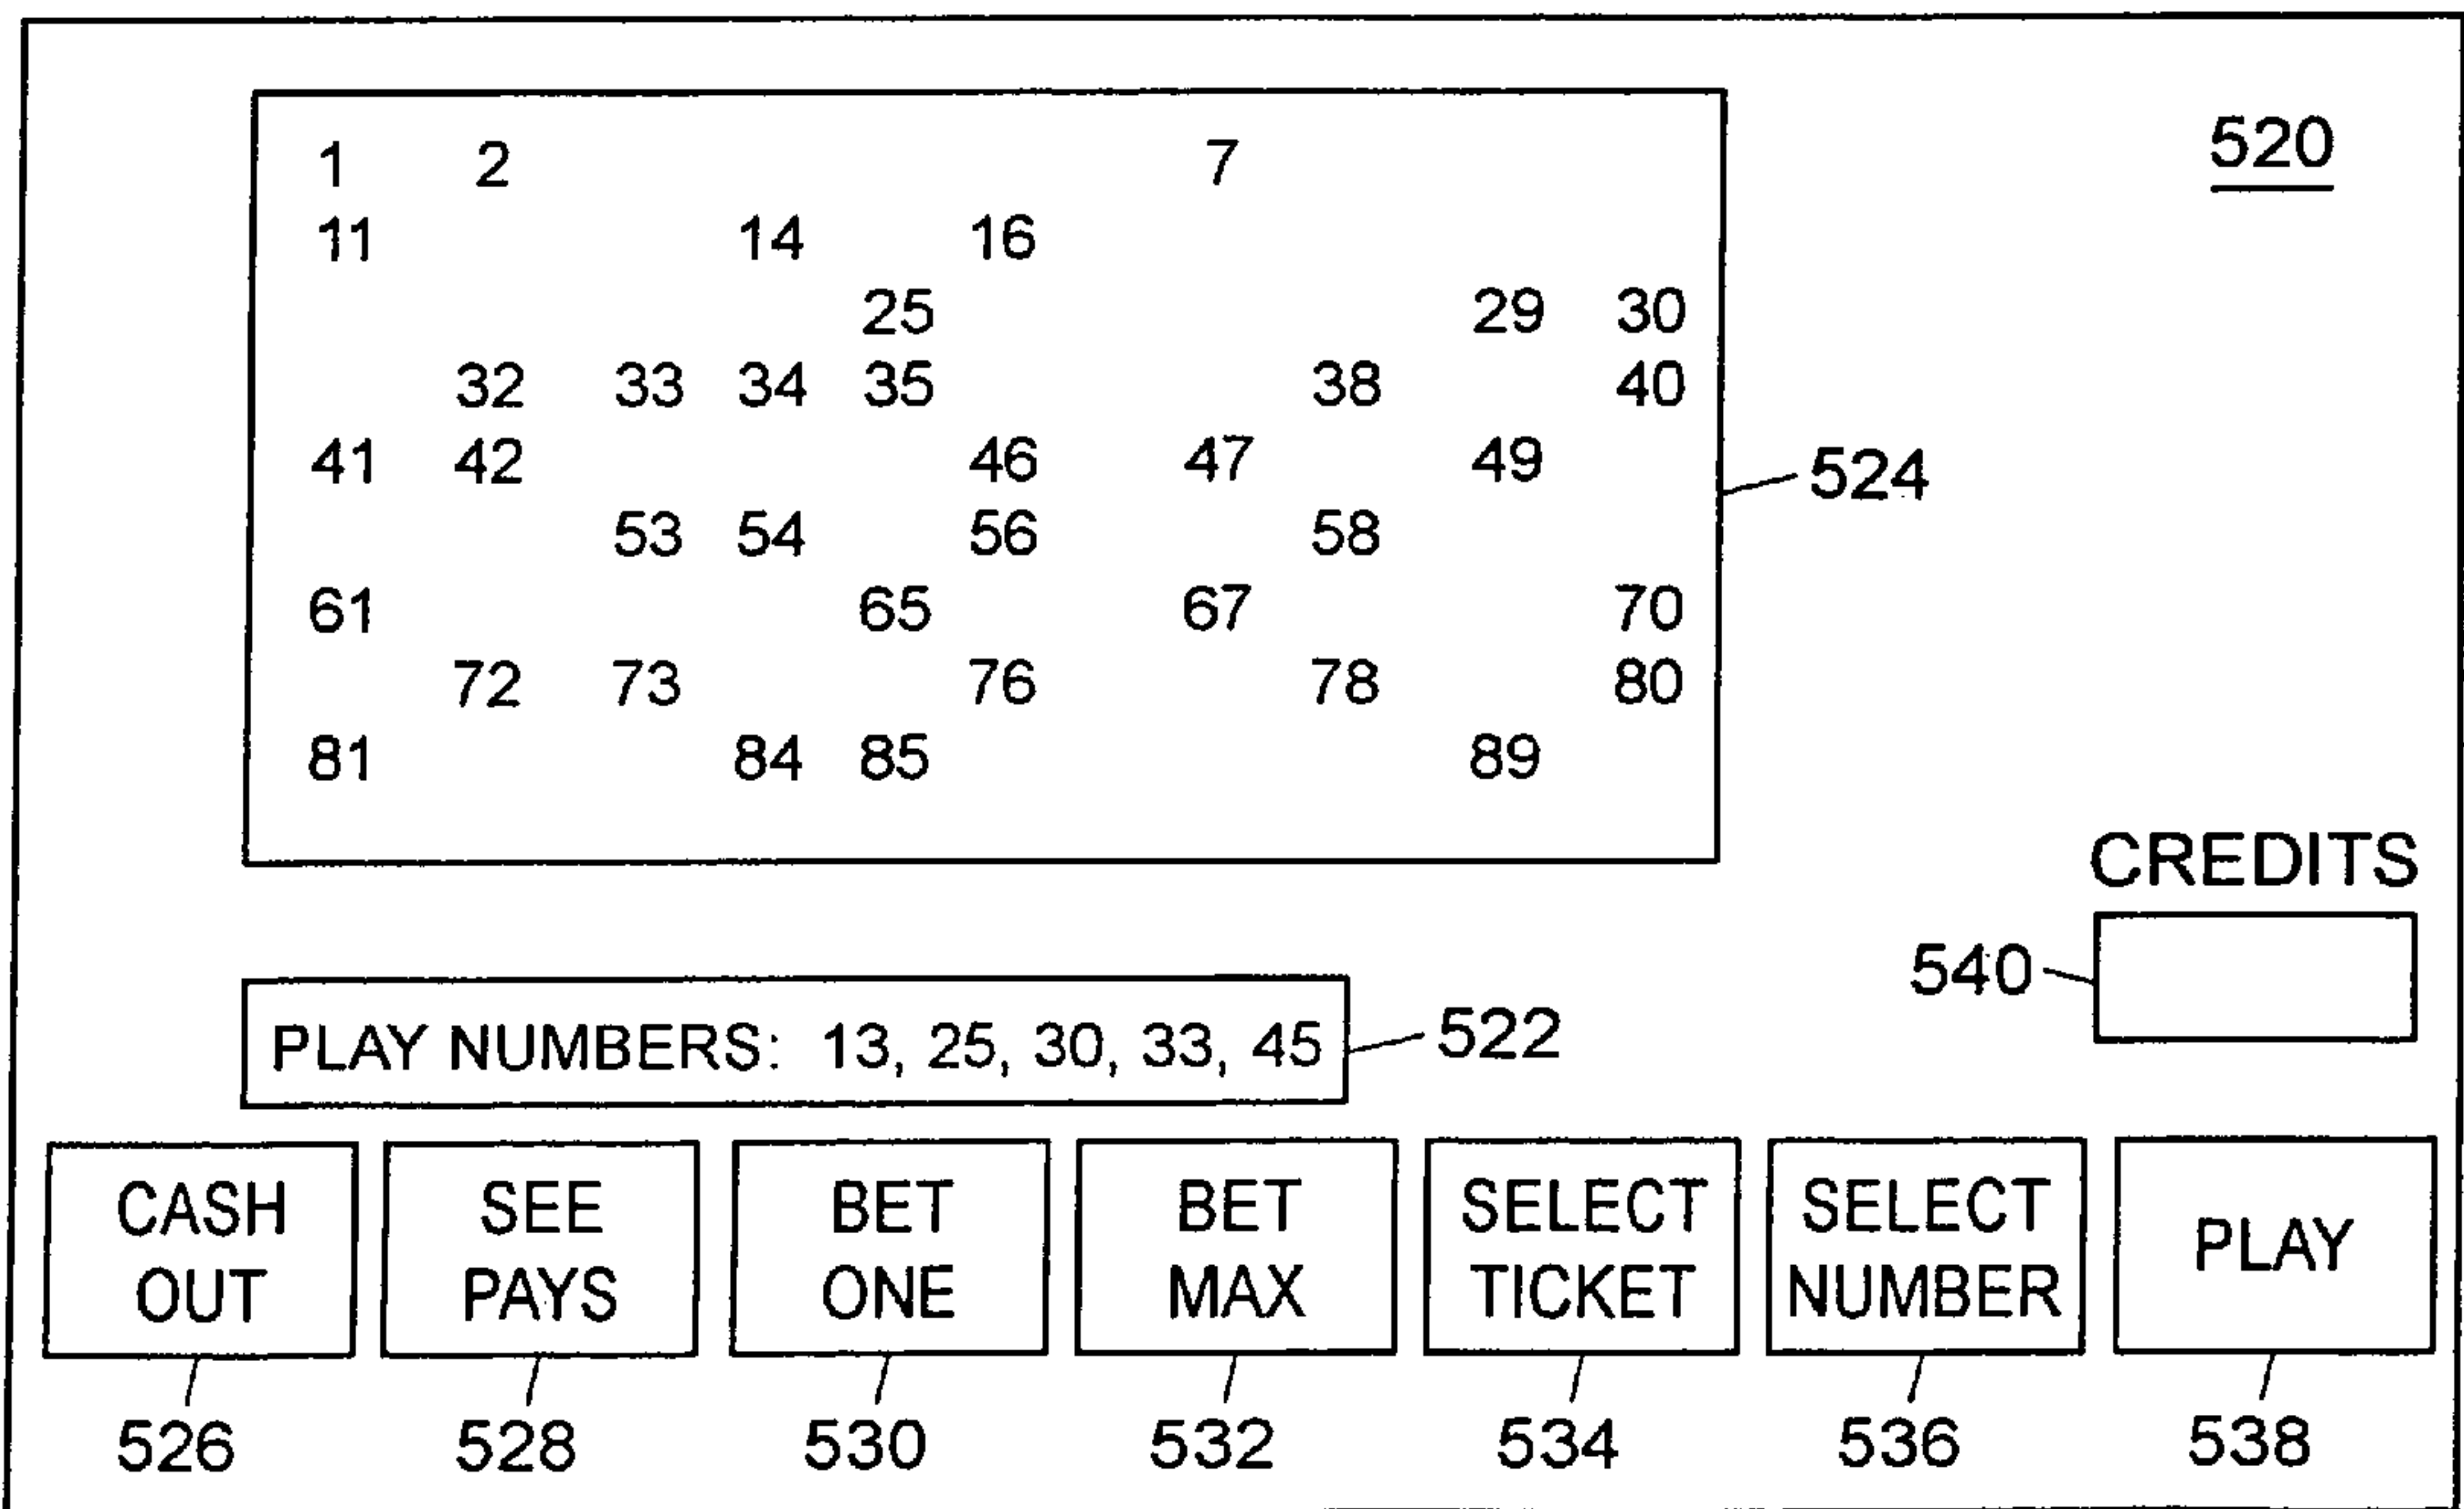 1 2 7
520
11 14 16
25 29 30
32 33 34 35 38 40
41 42 46 47 49
524
53 54 56 58
61 65 67 70
72 73 76 78 80
81 84 85 89
CREDITS
540
PLAY NUMBERS: 13, 25, 30, 33, 45
522
CASH
OUT
SEE
PAYS
BET
ONE
BET
MAX
SELECT
TICKET
SELECT
NUMBER
PLAY
526 528 530 532 534 536 538